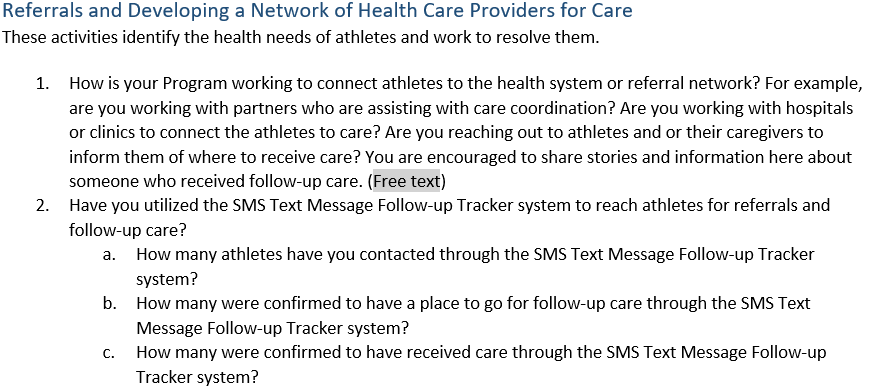 Referrals and Developing a Network of Health Care Providers for Care
These activities identify the health needs of athletes and work to resolve them.
1. How is your Program working to connect athletes to the health system or referral network? For example,
are you working with partners who are assisting with care coordination? Are you working with hospitals
or clinics to connect the athletes to care? Are you reaching out to athletes and or their caregivers to
inform them of where to receive care? You are encouraged to share stories and information here about
someone who received follow-up care. (Free text)
2. Have you utilized the SMS Text Message Follow-up Tracker system to reach athletes for referrals and
follow-up care?
a. How many athletes have you contacted through the SMS Text Message Follow-up Tracker
system?
b. How many were confirmed to have a place to go for follow-up care through the SMS Text
Message Follow-up Tracker system?
c. How many were confirmed to have received care through the SMS Text Message Follow-up
Tracker system?